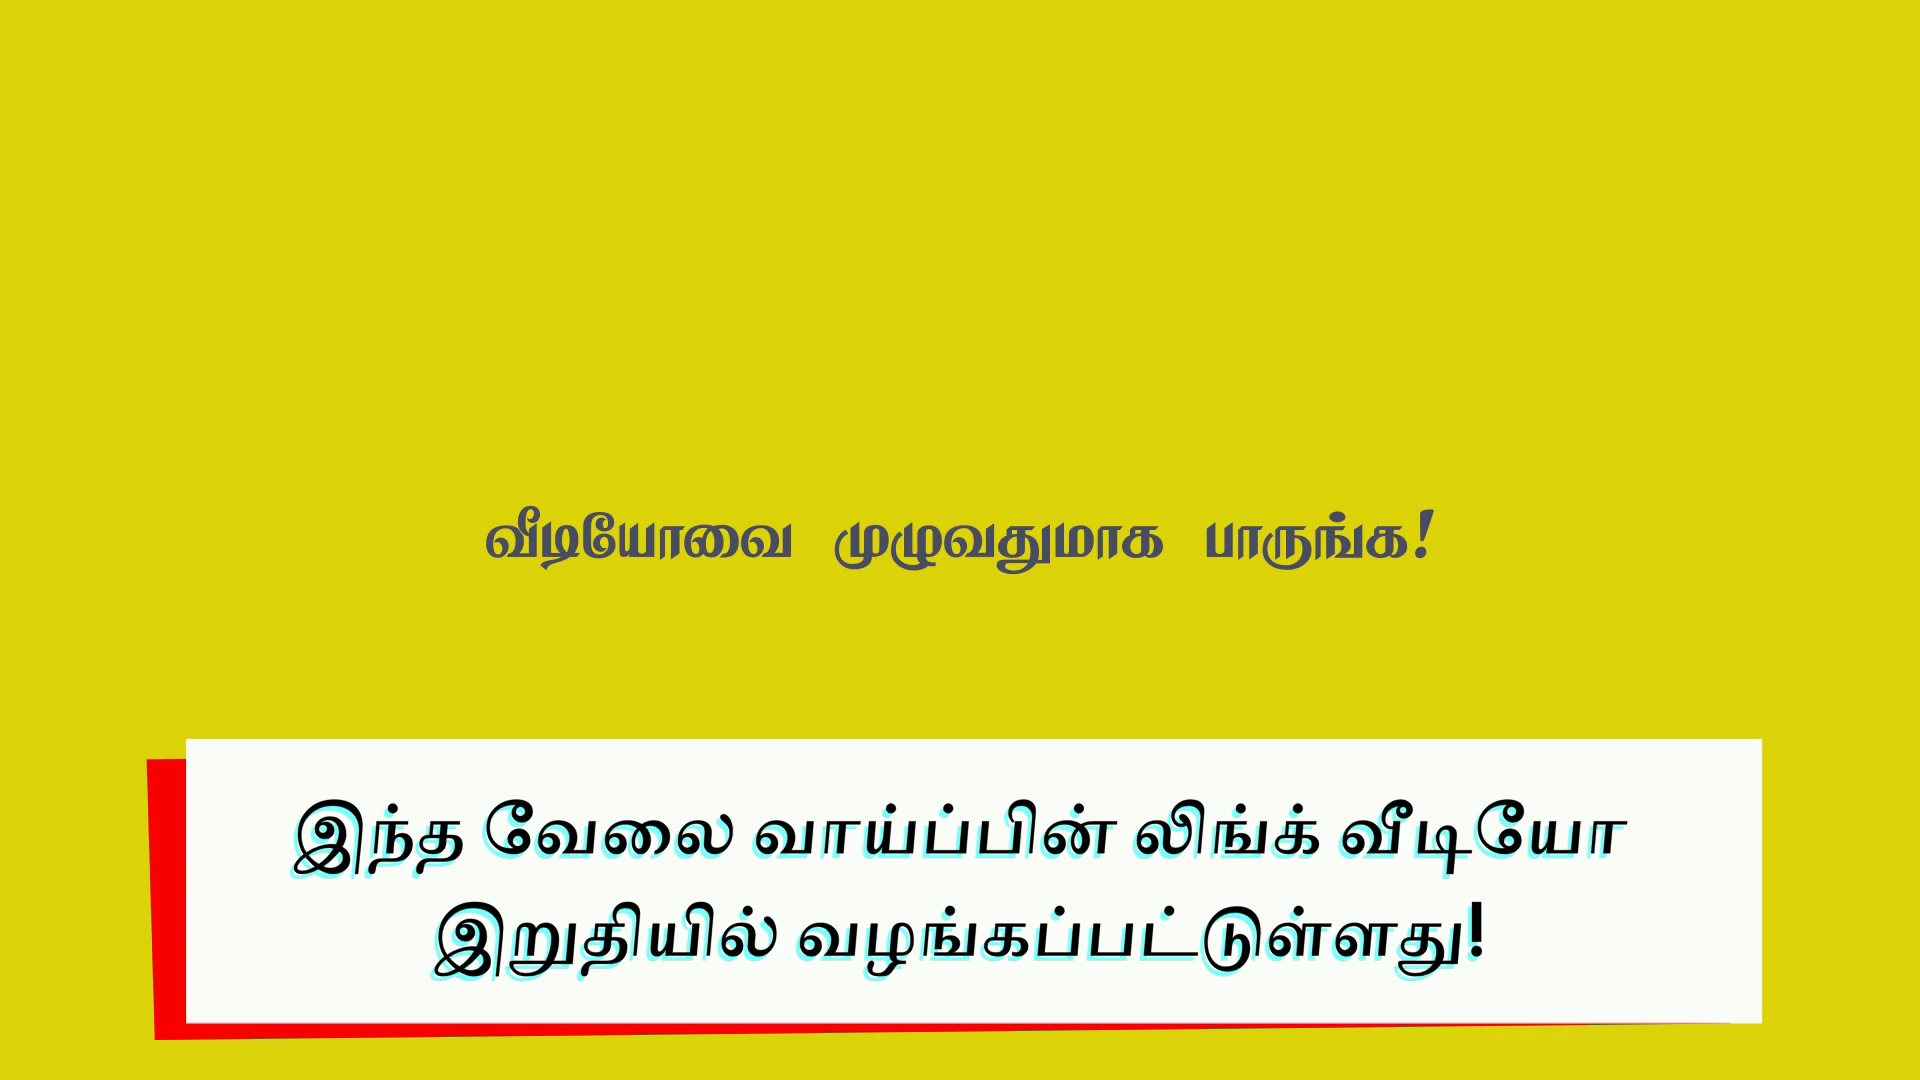 வீடியோவை முழுவதுமாக பாருங்க!
இந்த வேலை வாய்ப்பின் லிங்க் வீடியோ
இறுதியில் வழங்கப்பட்டுள்ளது!